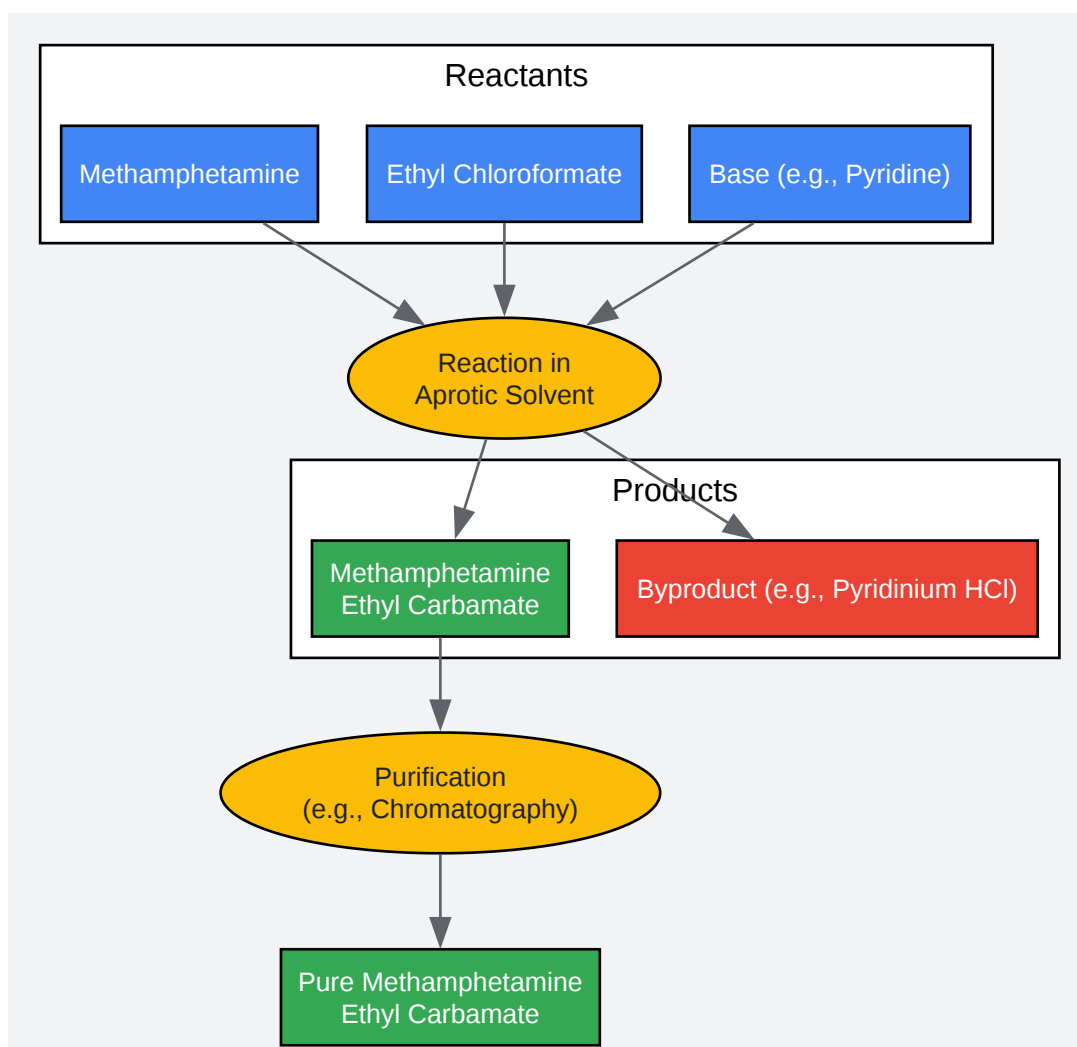 Reactants
Methamphetamine
Ethyl Chloroformate
Base (e.g., Pyridine)
Reaction in
Aprotic Solvent
Products
Methamphetamine
Ethyl Carbamate
Byproduct (e.g., Pyridinium HCl)
Purification
(e.g., Chromatography)
Pure Methamphetamine
Ethyl Carbamate